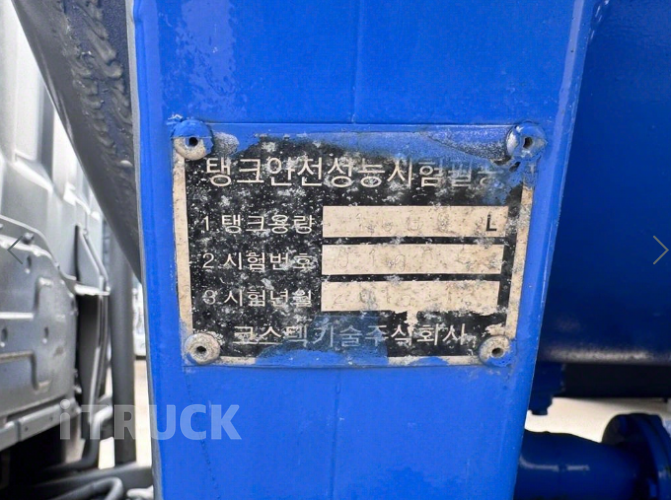 탱크안전성능시험필증
1.탱크용량 L
2.시험번호
3.시험년월
코스텍기술주식회사
iTRUCK